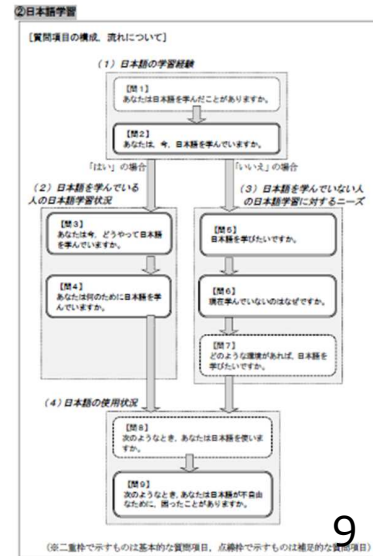 ②日本語学習
[質問項目の構成、流れについて]
(1)日本語の学習経験
【問1】
あなたは日本語を学んだことがありますか。
【問2】
あなたは、今、日本語を学んでいますか。
「はい」の場合
「いいえ」の場合
(2)日本語を学んでいる
人の日本語学習状況
(3)日本語を学んでいない人
の日本語学習に対するニーズ
【問3】
あなたは今、どうやって日本語
を学んでいますか。
【問4】
あなたは何のために日本語を学
んでいますか。
【問5】
日本語を学びたいですか。
【問6】
現在学んでいないのはなぜですか。
【問7】
どのような環境があれば、日本語を
学びたいですか。
(4)日本語の使用状況
【問8】
次のようなとき、あなたは日本語を使いま
すか。
【問9】
次のようなとき、あなたは日本語が不自由
なために、困ったことがありますか。
(※二重枠で示すものは基本的な質問項目、点線枠で示すものは補足的な質問項目)
9